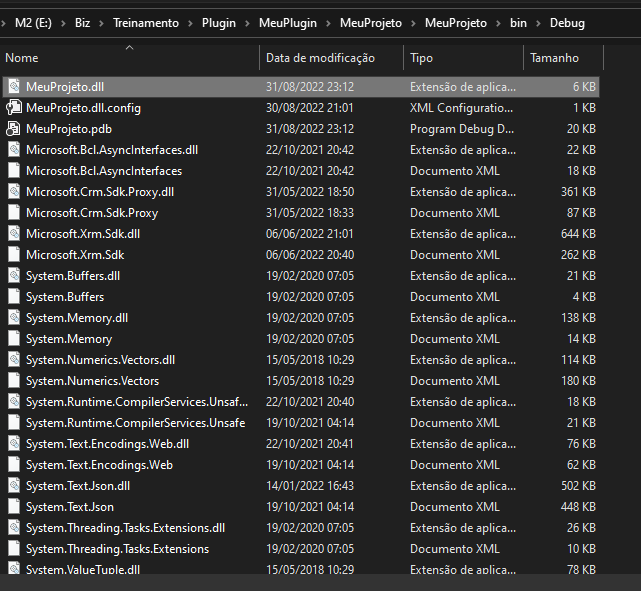 M2 (E:) > Biz > Treinamento > Plugin > MeuPlugin > MeuProjeto > MeuProjeto > bin > Debug
Nome Data de modificação Tipo Tamanho
MeuProjeto.dll 31/08/2022 23:12 Extensão de aplica... 6 KB
MeuProjeto.dll.config 30/08/2022 21:01 XML Configuratio... 1 KB
MeuProjeto.pdb 31/08/2022 23:12 Program Debug D... 20 KB
Microsoft.Bcl.AsyncInterfaces.dll 22/10/2021 20:42 Extensão de aplica... 22 KB
Microsoft.Bcl.AsyncInterfaces 22/10/2021 20:42 Documento XML 18 KB
Microsoft.Crm.Sdk.Proxy.dll 31/05/2022 18:50 Extensão de aplica... 361 KB
Microsoft.Crm.Sdk.Proxy 31/05/2022 18:33 Documento XML 87 KB
Microsoft.Xrm.Sdk.dll 06/06/2022 21:01 Extensão de aplica... 644 KB
Microsoft.Xrm.Sdk 06/06/2022 20:40 Documento XML 262 KB
System.Buffers.dll 19/02/2020 07:05 Extensão de aplica... 21 KB
System.Buffers 19/02/2020 07:05 Documento XML 4 KB
System.Memory.dll 19/02/2020 07:05 Extensão de aplica... 138 KB
System.Memory 19/02/2020 07:05 Documento XML 14 KB
System.Numerics.Vectors.dll 15/05/2018 10:29 Extensão de aplica... 114 KB
System.Numerics.Vectors 15/05/2018 10:29 Documento XML 180 KB
System.Runtime.CompilerServices.Unsaf... 22/10/2021 20:40 Extensão de aplica... 18 KB
System.Runtime.CompilerServices.Unsafe 19/10/2021 04:14 Documento XML 21 KB
System.Text.Encodings.Web.dll 22/10/2021 20:41 Extensão de aplica... 76 KB
System.Text.Encodings.Web 19/10/2021 04:14 Documento XML 62 KB
System.Text.Json.dll 14/01/2022 16:43 Extensão de aplica... 502 KB
System.Text.Json 19/10/2021 04:14 Documento XML 448 KB
System.Threading.Tasks.Extensions.dll 19/02/2020 07:05 Extensão de aplica... 26 KB
System.Threading.Tasks.Extensions 19/02/2020 07:05 Documento XML 10 KB
System.ValueTuple.dll 15/05/2018 10:29 Extensão de aplica... 78 KB